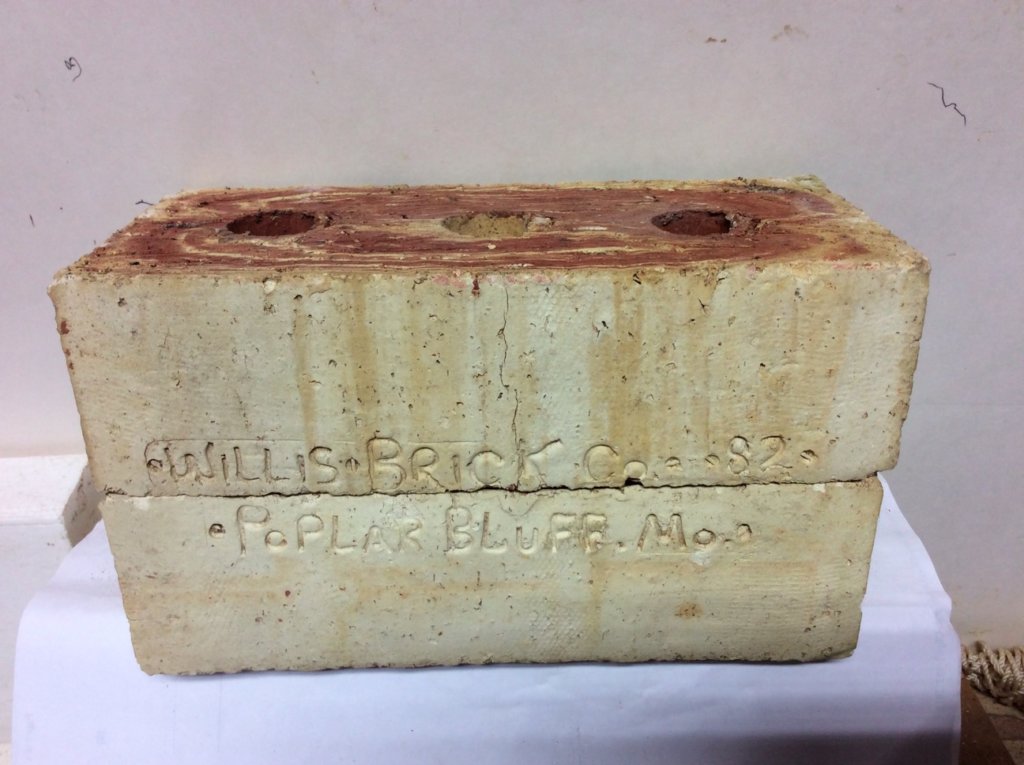 • WILLIS • BRICK Co. • 82 •
• POPLAR BLUFF. Mo. •